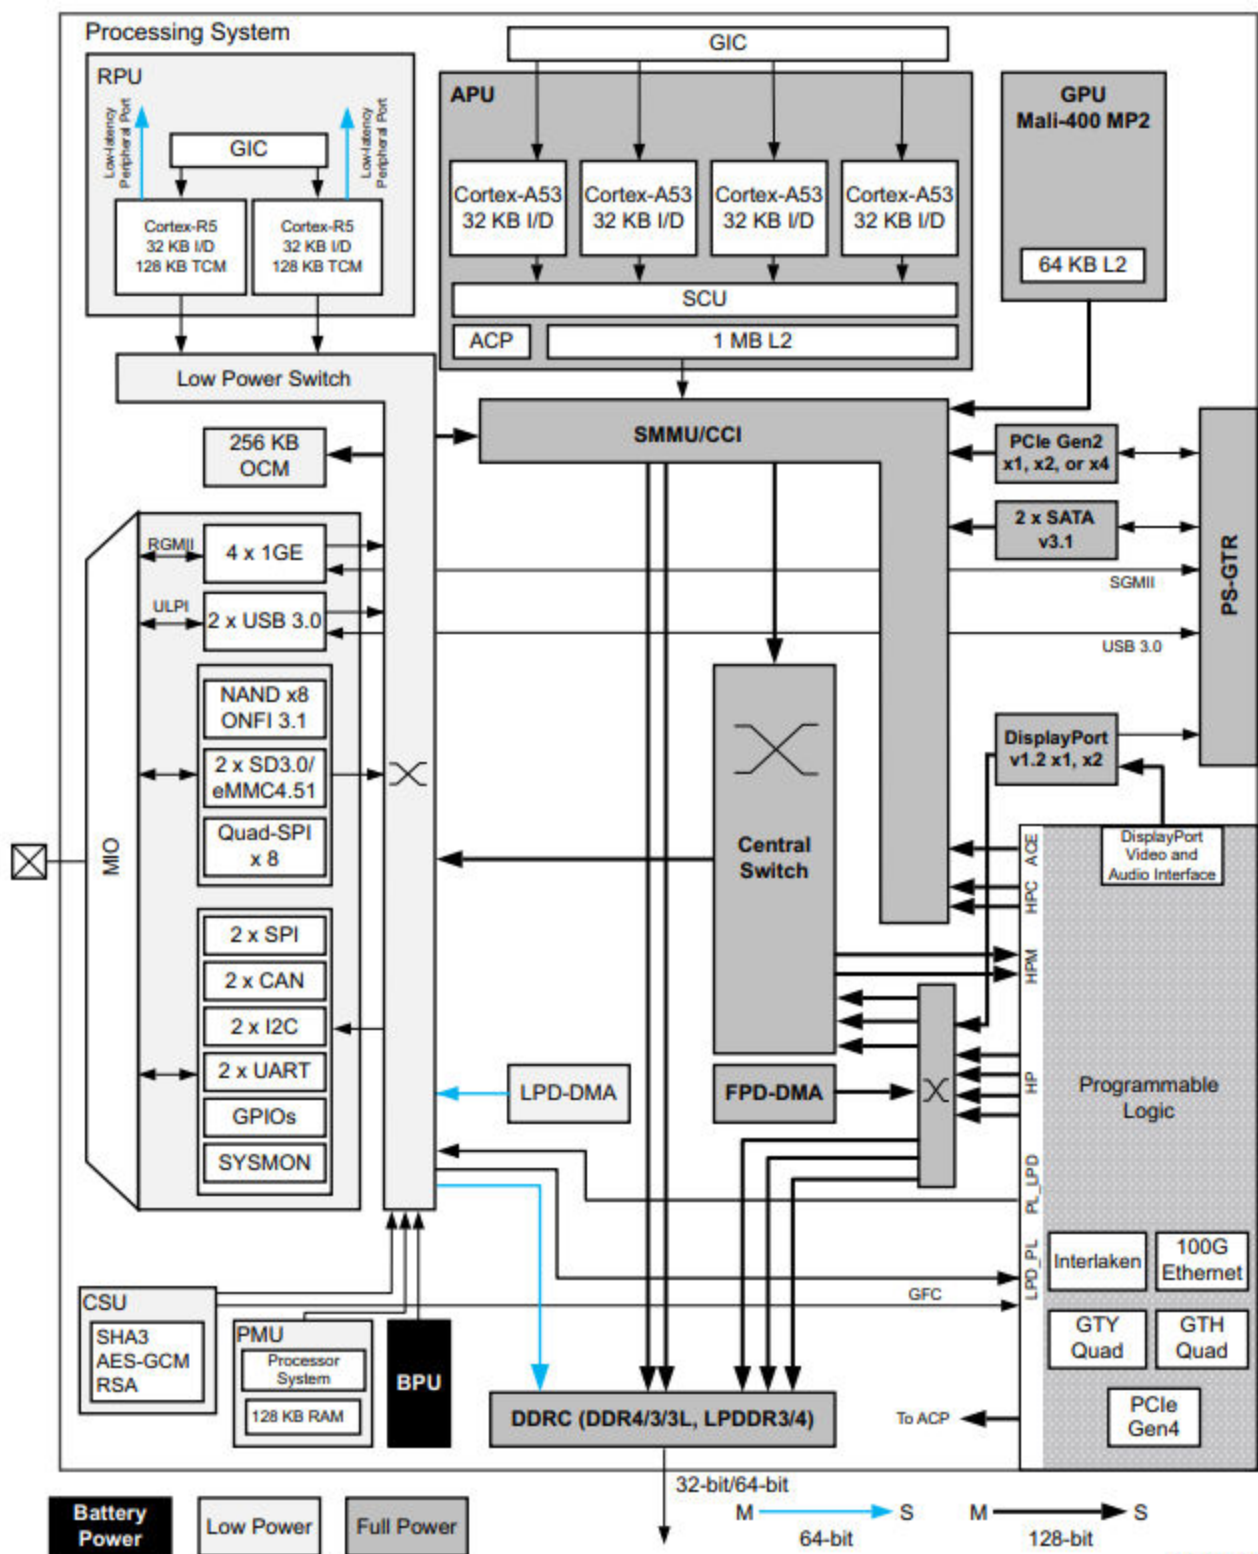 Processing System
RPU
Low-latency
Peripheral Port
Low-latency
Peripheral Port
GIC
Cortex-R5
32 KB I/D
128 KB TCM
Cortex-R5
32 KB I/D
128 KB TCM
GIC
APU
Cortex-A53
32 KB I/D
Cortex-A53
32 KB I/D
Cortex-A53
32 KB I/D
Cortex-A53
32 KB I/D
SCU
ACP
1 MB L2
GPU
Mali-400 MP2
64 KB L2
Low Power Switch
256 KB
OCM
SMMU/CCI
PCIe Gen2
x1, x2, or x4
2 x SATA
v3.1
PS-GTR
RGMII
4 x 1GE
SGMII
ULPI
2 x USB 3.0
USB 3.0
NAND x8
ONFI 3.1
2 x SD3.0/
eMMC4.51
Quad-SPI
x 8
MIO
2 x SPI
2 x CAN
2 x I2C
2 x UART
GPIOs
SYSMON
Central
Switch
DisplayPort
v1.2 x1, x2
DisplayPort
Video and
Audio Interface
ACE
HPC
HPM
HP
PL_LPD
LPD_PL
LPD-DMA
FPD-DMA
Programmable
Logic
Interlaken
100G
Ethernet
GTY
Quad
GTH
Quad
PCIe
Gen4
GFC
CSU
SHA3
AES-GCM
RSA
PMU
Processor
System
128 KB RAM
BPU
DDRC (DDR4/3/3L, LPDDR3/4)
To ACP
32-bit/64-bit
Battery
Power
Low Power
Full Power
M
S
64-bit
M
S
128-bit